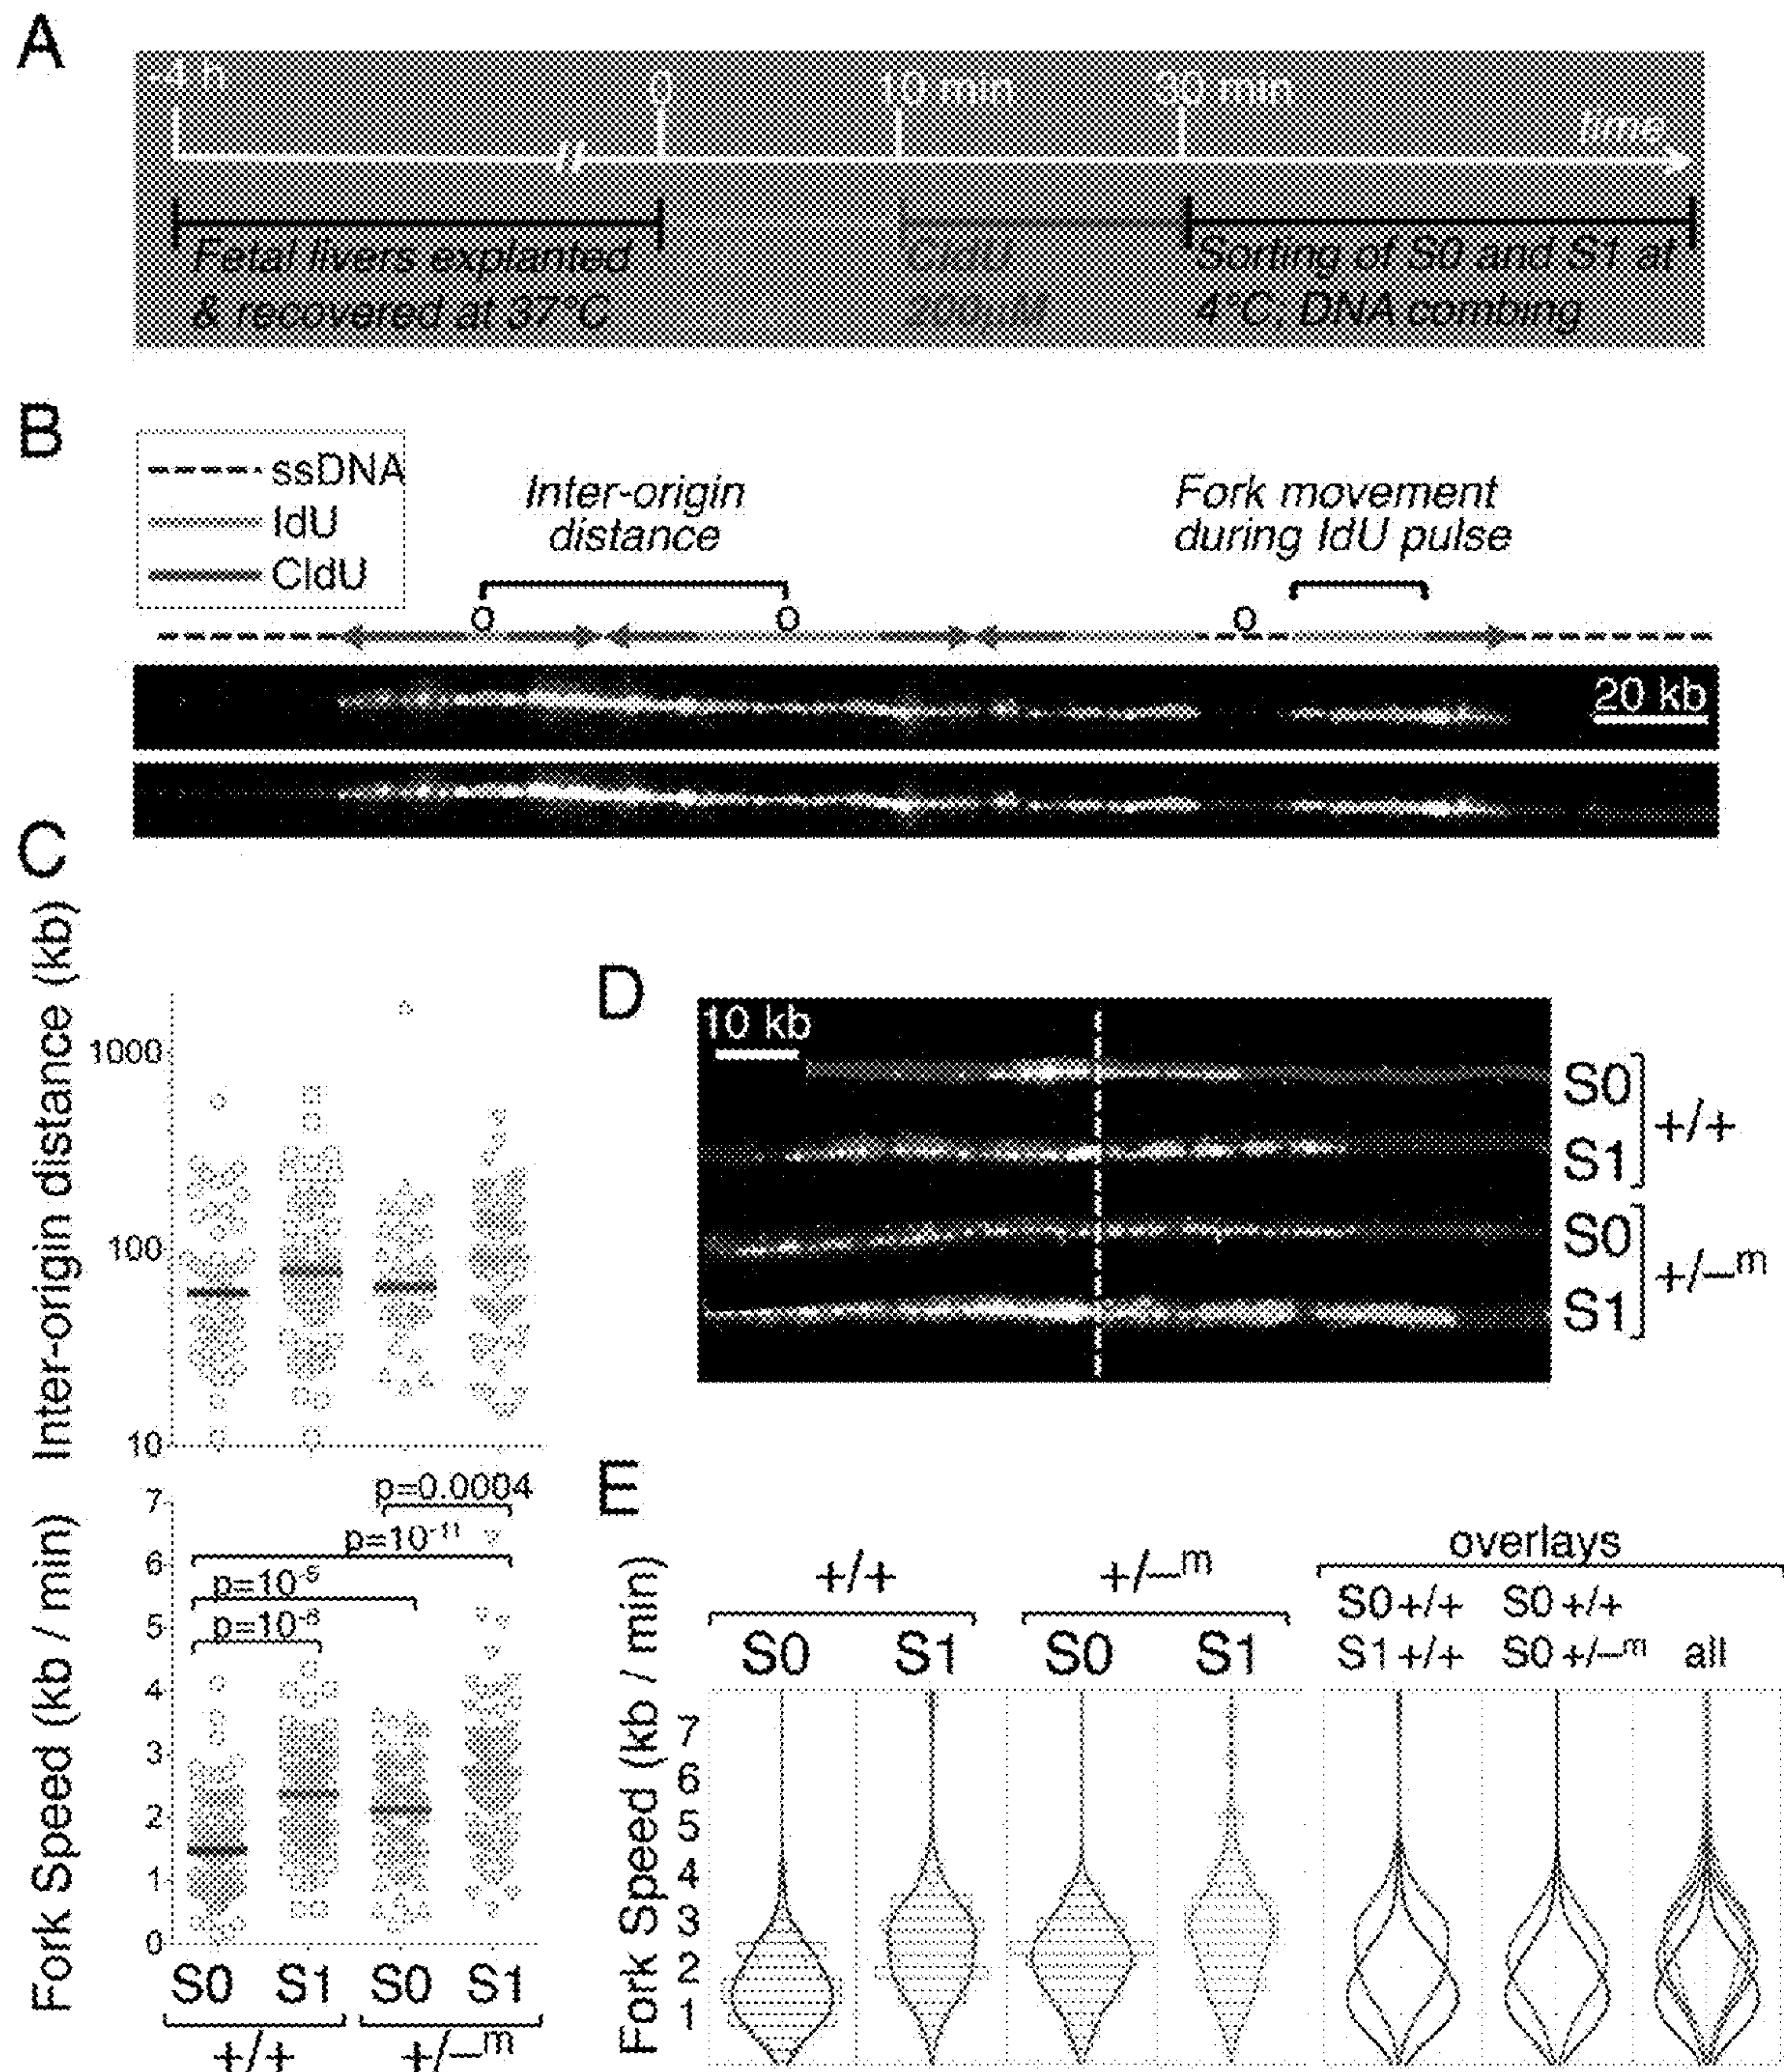 A
-4 h 0 10 min 30 min
time
Fetal livers explanted
& recovered at 37°C
CldU
200µM
Sorting of S0 and S1 at
4°C; DNA combing
B
ssDNA
IdU
CldU
Inter-origin
distance
Fork movement
during IdU pulse
o o o
20 kb
C
Inter-origin distance (kb)
1000
100
10
Fork Speed (kb / min)
p=0.0004
p=10-11
p=10-5
p=10-8
7
6
5
4
3
2
1
0
S0 S1 S0 S1
+/+ +/–m
D
10 kb
S0
S1
+/+
S0
S1
+/–m
E
overlays
+/+ +/–m
S0 +/+ S0 +/+
S0 S1 S0 S1 S1 +/+ S0 +/–m all
Fork Speed (kb / min)
7
6
5
4
3
2
1